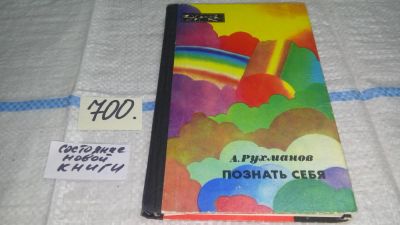 700.
СОСТОЯНИЕ
НОВОЙ
КНИГИ
А.РУХМАНОВ
ПОЗНАТЬ СЕБЯ